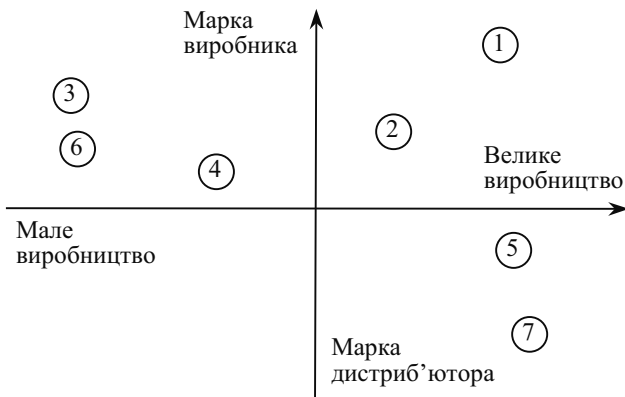 Марка
виробника
1
3
2
6
4
Велике
виробництво
Мале
виробництво
5
7
Марка
дистриб’ютора